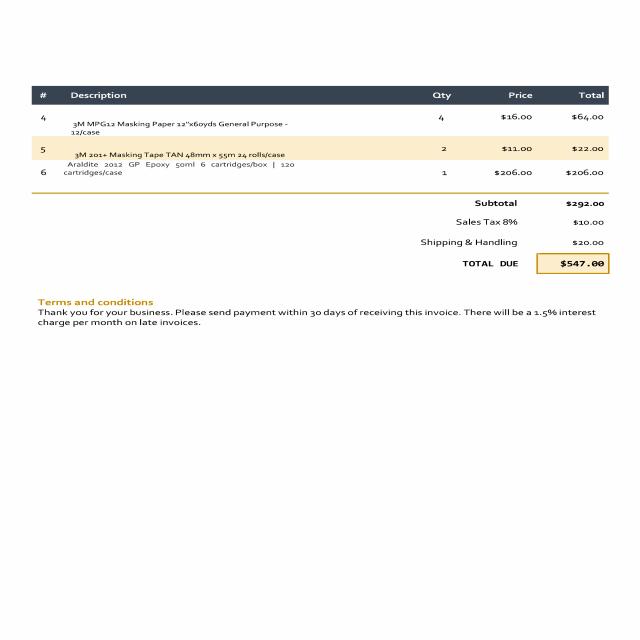 # Description Qty Price Total
4 3M MPG12 Masking Paper 12"x60yds General Purpose - 4 $16.00 $64.00
12/case
5 3M 201+ Masking Tape TAN 48mm x 55m 24 rolls/case 2 $11.00 $22.00
Araldite 2012 GP Epoxy 50ml 6 cartridges/box | 120
6 cartridges/case 1 $206.00 $206.00
Subtotal $292.00
Sales Tax 8% $10.00
Shipping & Handling $20.00
TOTAL DUE $547.00
Terms and conditions
Thank you for your business. Please send payment within 30 days of receiving this invoice. There will be a 1.5% interest
charge per month on late invoices.